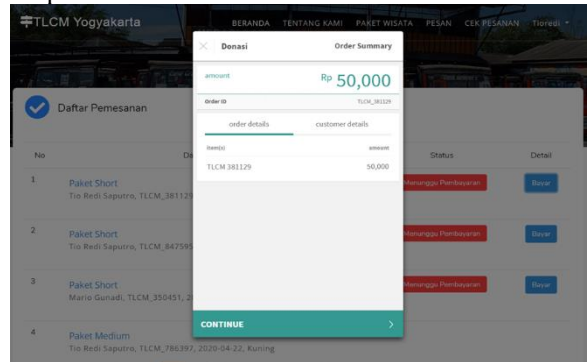 TLCM Yogyakarta
BERANDA TENTANG KAMI PAKET WISATA PESAN CEK PESANAN Tioredi
Donasi Order Summary
amount Rp 50,000
Order ID TLCM_381129
order details customer details
item(s) amount
TLCM 381129 50,000
CONTINUE
Daftar Pemesanan
No Status Detail
1 Paket Short Menunggu Pembayaran Bayar
Tio Redi Saputro, TLCM_381129
2 Paket Short Menunggu Pembayaran Bayar
Tio Redi Saputro, TLCM_847595
3 Paket Short Menunggu Pembayaran Bayar
Mario Gunadi, TLCM_350451,
4 Paket Medium
Tio Redi Saputro, TLCM_786397, 2020-04-22, Kuning